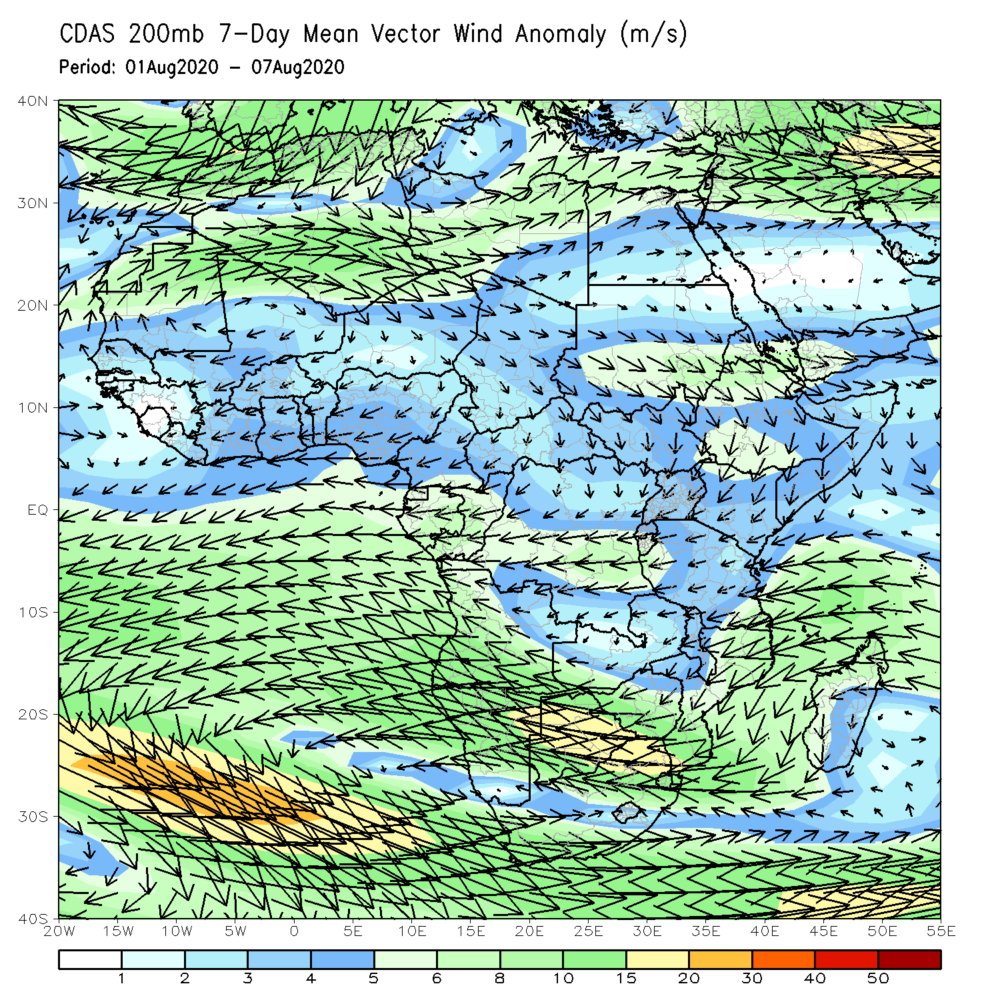 CDAS 200mb 7-Day Mean Vector Wind Anomaly (m/s)
Period: 01Aug2020 - 07Aug2020
40N
30N
20N
10N
EQ
10S
20S
30S
40S
20W 15W 10W 5W 0 5E 10E 15E 20E 25E 30E 35E 40E 45E 50E 55E
1 2 3 4 5 6 8 10 15 20 30 40 50